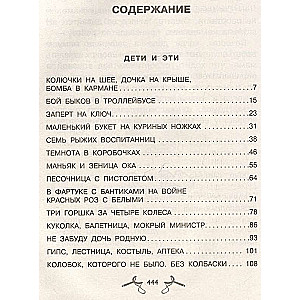 СОДЕРЖАНИЕ
ДЕТИ И ЭТИ
КОЛЮЧКИ НА ШЕЕ, ДОЧКА НА КРЫШЕ,
БОМБА В КАРМАНЕ 7
БОЙ БЫКОВ В ТРОЛЛЕЙБУСЕ 15
ЗАПЕРТ НА КЛЮЧ 23
МАЛЕНЬКИЙ БУКЕТ НА КУРИНЫХ НОЖКАХ 31
СЕМЬ РЫЖИХ ВОСПИТАННИЦ 38
ТЕМНОТА В КОРОБОЧКАХ 46
МАНЬЯК И ЗЕНИЦА ОКА 55
ПЕСОЧНИЦА С ПИСТОЛЕТОМ 64
В ФАРТУКЕ С БАНТИКАМИ НА ВОЙНЕ
КРАСНЫХ РОЗ С БЕЛЫМИ 71
ТРИ ГОРШКА ЗА ЧЕТЫРЕ КОЛЕСА 78
КУКОЛКА, БАЛЕТНИЦА, МОКРЫЙ МИНИСТР 85
НЕ ЗАБУДУ ДОЧЬ РОДНУЮ 93
ГИПС, ЛЕСТНИЦА, КОСТЫЛЬ, АПТЕКА 101
КОЛОБОК, КОТОРОГО НЕ БЫЛО. БЕЗ КОЛБАСКИ 108
444